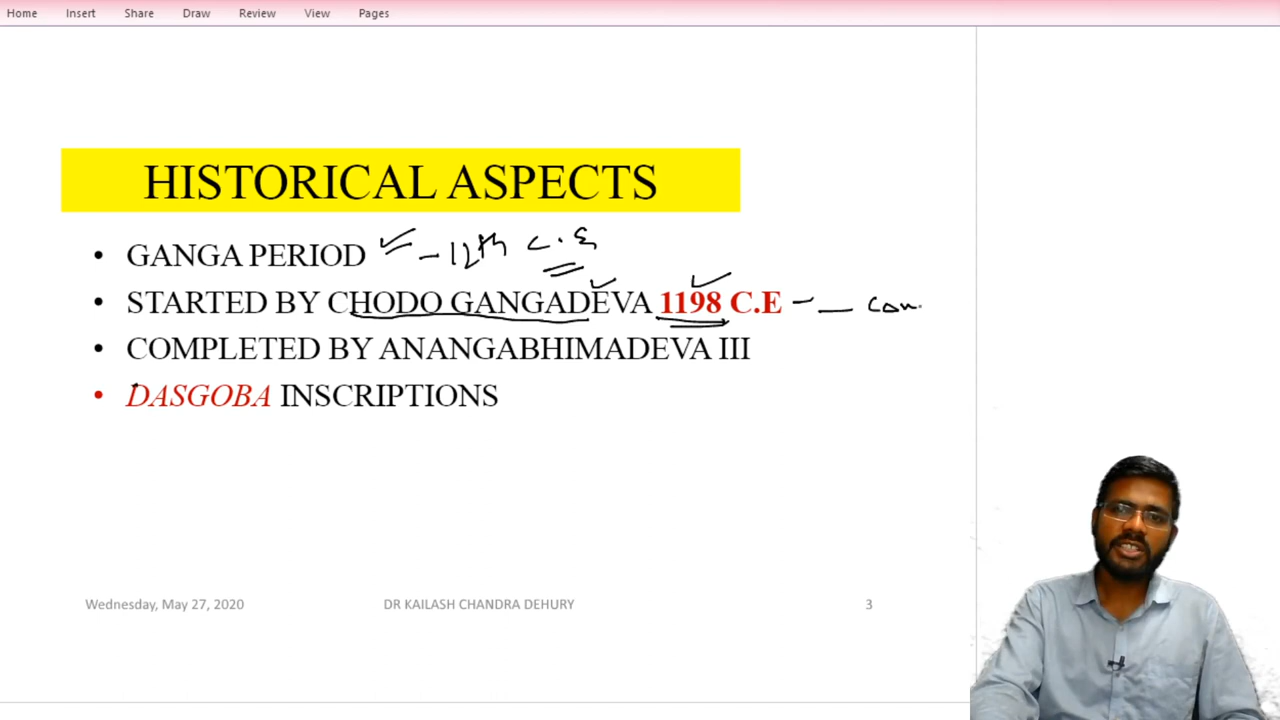 Home Insert Share Draw Review View Pages
HISTORICAL ASPECTS
• GANGA PERIOD - 12th C.E
• STARTED BY CHODO GANGADEVA 1198 C.E - — con
• COMPLETED BY ANANGABHIMADEVA III
• DASGOBA INSCRIPTIONS
Wednesday, May 27, 2020 DR KAILASH CHANDRA DEHURY 3